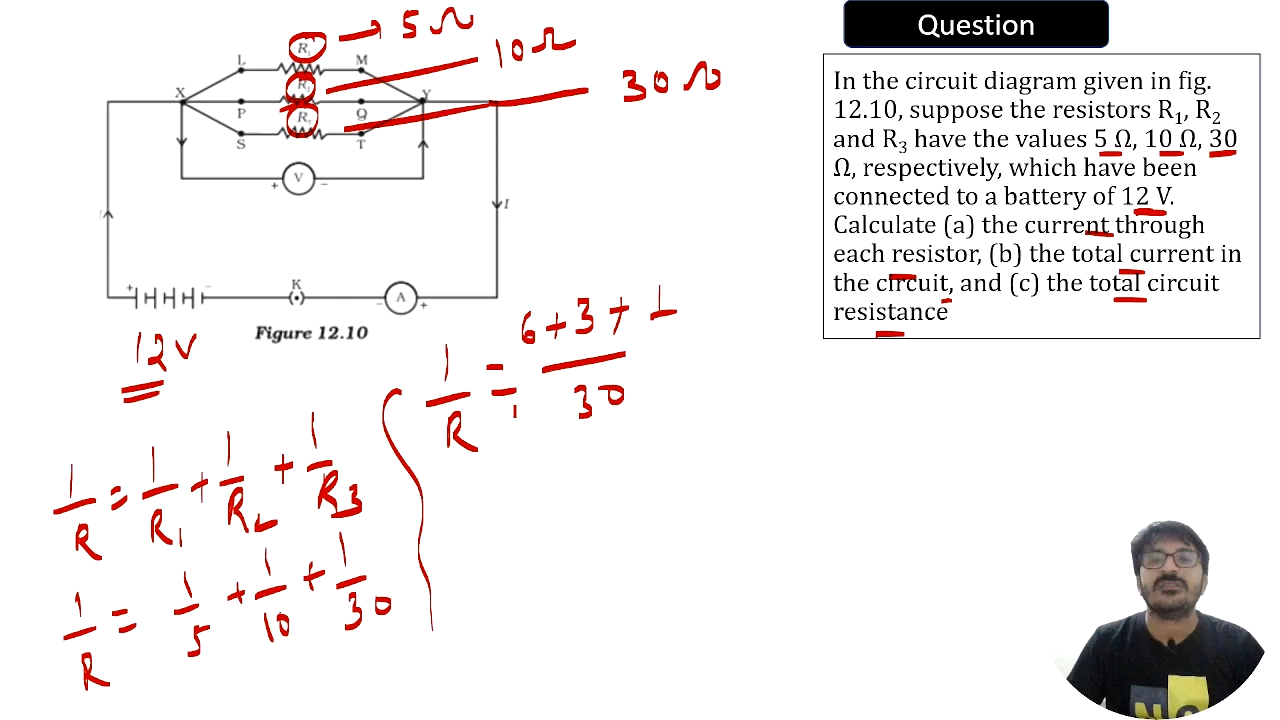 Question
In the circuit diagram given in fig.
12.10, suppose the resistors R₁, R₂
and R₃ have the values 5 Ω, 10 Ω, 30
Ω, respectively, which have been
connected to a battery of 12 V.
Calculate (a) the current through
each resistor, (b) the total current in
the circuit, and (c) the total circuit
resistance
R₁ → 5 Ω
10 Ω
30 Ω
L M
X P Q Y
S T
+ V −
I
+ − K − A +
Figure 12.10
12 V
1/R = 1/R₁ + 1/R₂ + 1/R₃
1/R = 1/5 + 1/10 + 1/30
1/R = 6+3+1/30